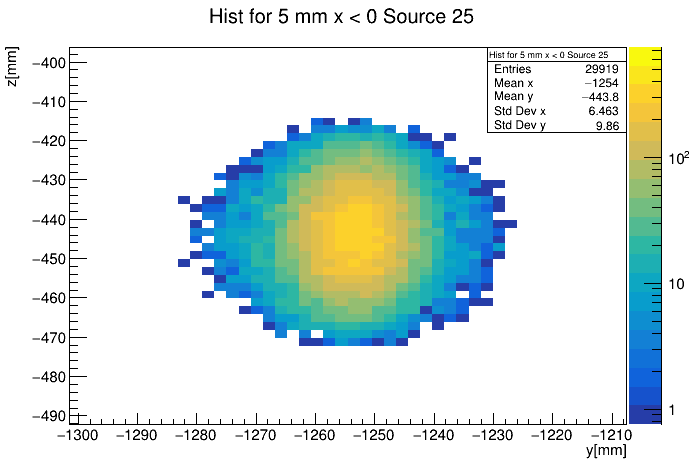 Hist for 5 mm x < 0 Source 25
z[mm]
Hist for 5 mm x < 0 Source 25
Entries 29919
Mean x −1254
Mean y −443.8
Std Dev x 6.463
Std Dev y 9.86
−400
−410
−420
−430
−440
−450
−460
−470
−480
−490
10²
10
1
−1300 −1290 −1280 −1270 −1260 −1250 −1240 −1230 −1220 −1210
y[mm]